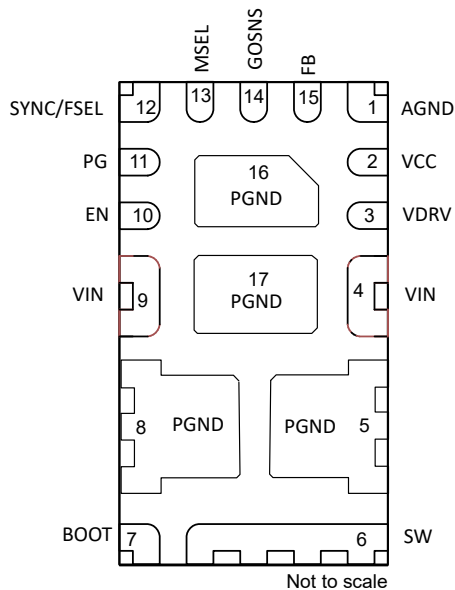 MSEL
GOSNS
FB
SYNC/FSEL
12
13
14
15
1
AGND
PG
11
16
PGND
2
VCC
EN
10
3
VDRV
VIN
9
17
PGND
4
VIN
8
PGND
PGND
5
BOOT
7
6
SW
Not to scale